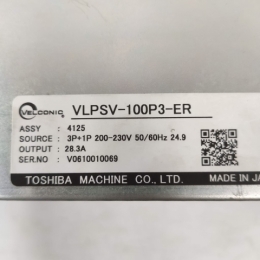 VELCONIC
VLPSV-100P3-ER
ASSY : 4125
SOURCE : 3P+1P 200-230V 50/60Hz 24.9
OUTPUT : 28.3A
SER.NO : V0610010069
TOSHIBA MACHINE CO., LTD. MADE IN JA